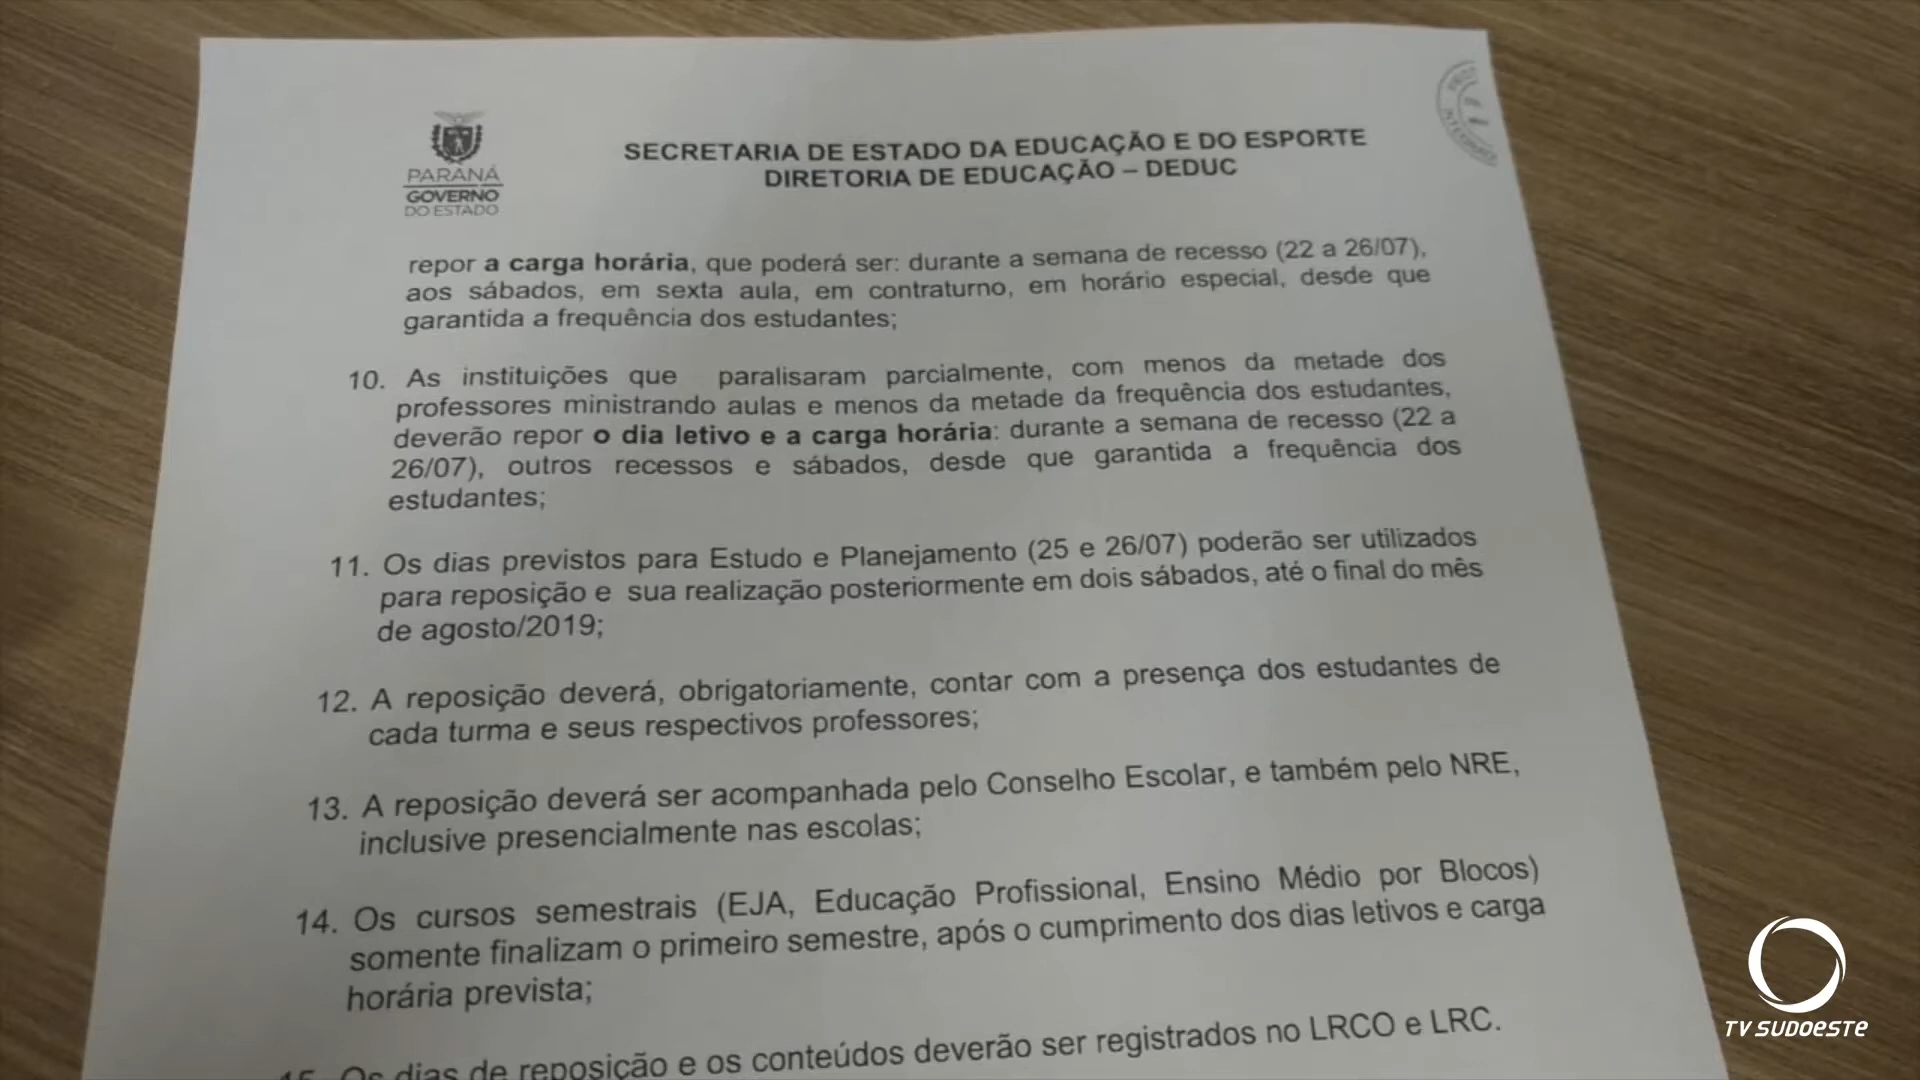 PARANÁ
GOVERNO
DO ESTADO
SECRETARIA DE ESTADO DA EDUCAÇÃO E DO ESPORTE
DIRETORIA DE EDUCAÇÃO – DEDUC
repor a carga horária, que poderá ser: durante a semana de recesso (22 a 26/07),
aos sábados, em sexta aula, em contraturno, em horário especial, desde que
garantida a frequência dos estudantes;
10. As instituições que paralisaram parcialmente, com menos da metade dos
professores ministrando aulas e menos da metade da frequência dos estudantes,
deverão repor o dia letivo e a carga horária: durante a semana de recesso (22 a
26/07), outros recessos e sábados, desde que garantida a frequência dos
estudantes;
11. Os dias previstos para Estudo e Planejamento (25 e 26/07) poderão ser utilizados
para reposição e sua realização posteriormente em dois sábados, até o final do mês
de agosto/2019;
12. A reposição deverá, obrigatoriamente, contar com a presença dos estudantes de
cada turma e seus respectivos professores;
13. A reposição deverá ser acompanhada pelo Conselho Escolar, e também pelo NRE,
inclusive presencialmente nas escolas;
14. Os cursos semestrais (EJA, Educação Profissional, Ensino Médio por Blocos)
somente finalizam o primeiro semestre, após o cumprimento dos dias letivos e carga
horária prevista;
15. Os dias de reposição e os conteúdos deverão ser registrados no LRCO e LRC.
TV SUDOESTE